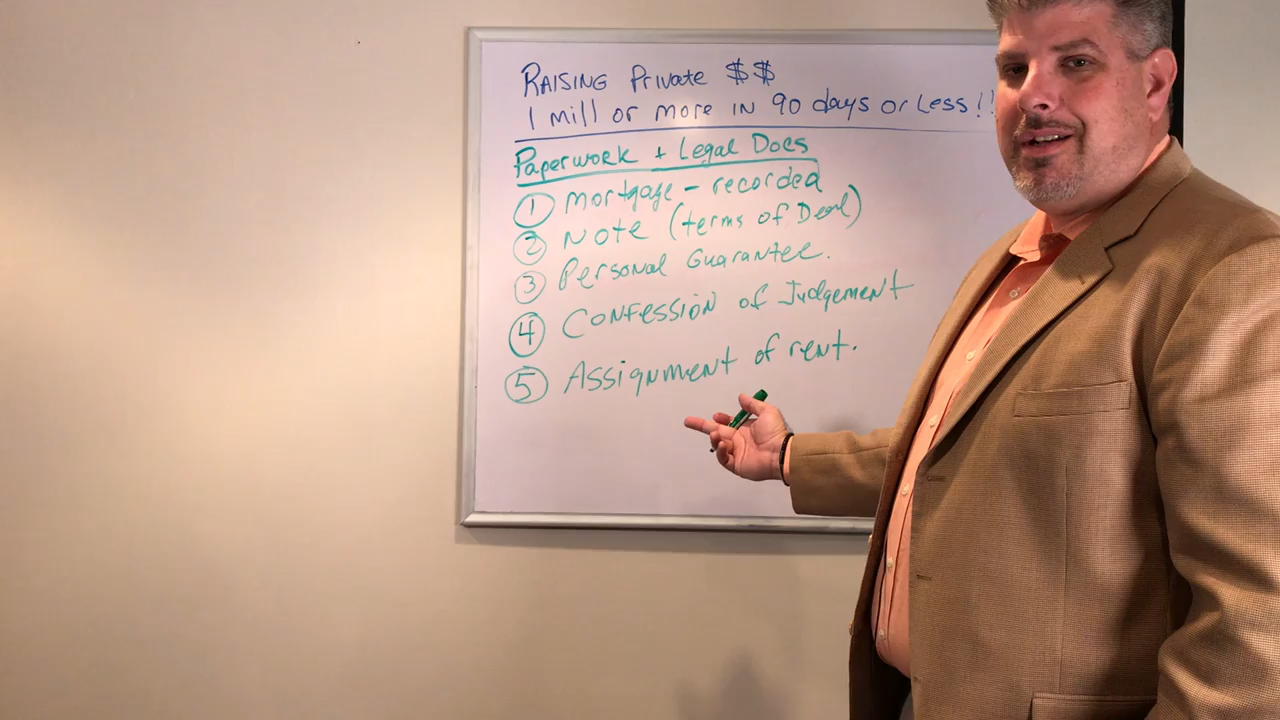 RAISING Private $$
1 mill or more in 90 days or Less!!
Paperwork + Legal Docs
1 Mortgage - recorded
2 Note (terms of Deal)
3 Personal Guarantee.
4 Confession of Judgement
5 Assignment of rent.